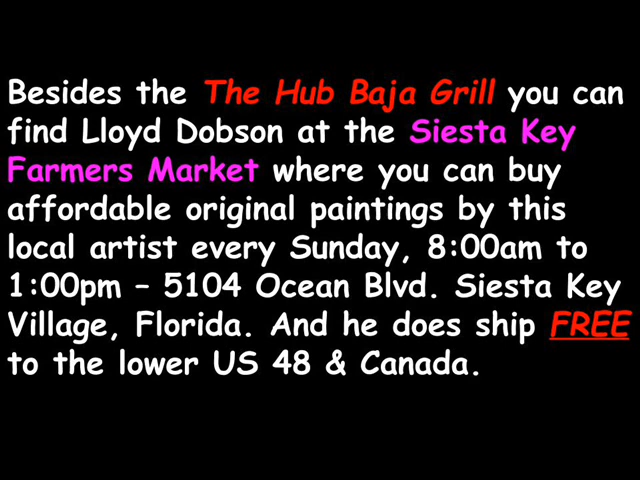 Besides the The Hub Baja Grill you can
find Lloyd Dobson at the Siesta Key
Farmers Market where you can buy
affordable original paintings by this
local artist every Sunday, 8:00am to
1:00pm – 5104 Ocean Blvd. Siesta Key
Village, Florida. And he does ship FREE
to the lower US 48 & Canada.